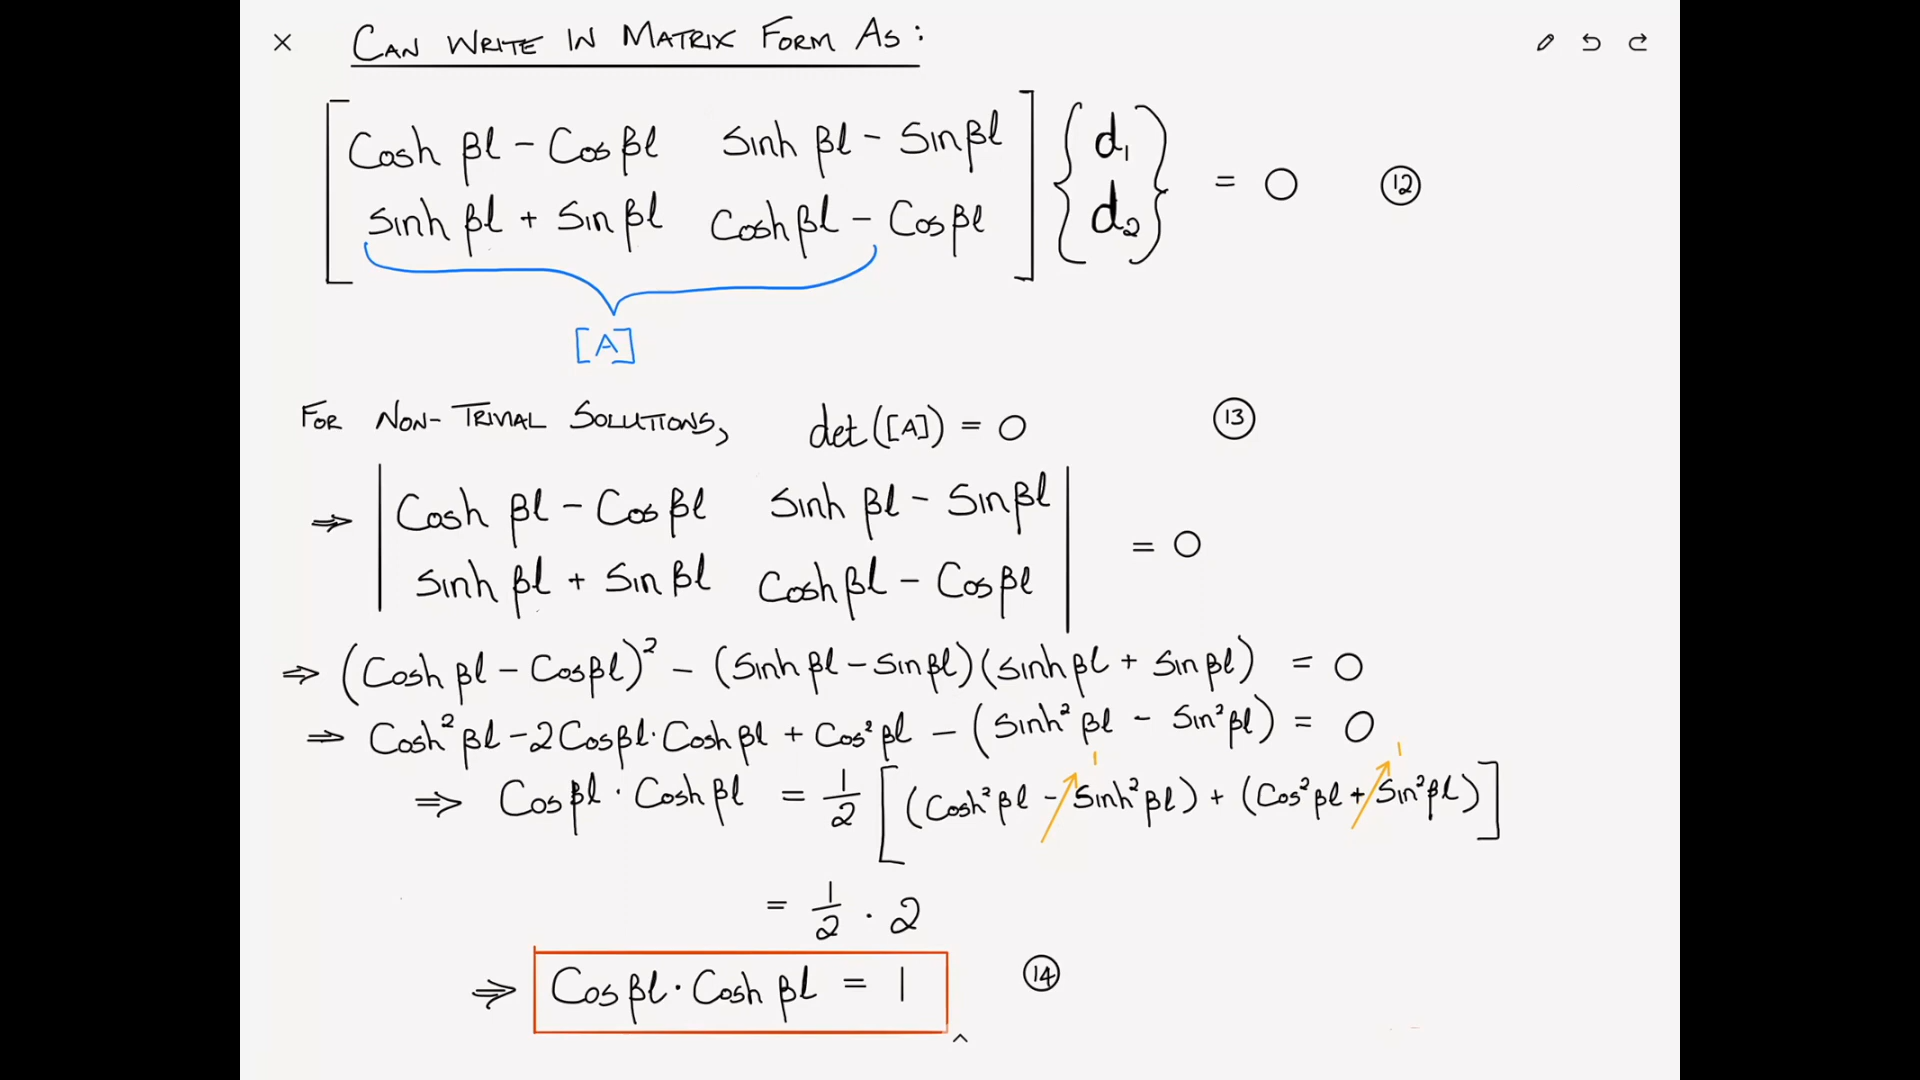 CAN WRITE IN MATRIX FORM AS:
[ Cosh βl - Cos βl   Sinh βl - Sin βl ] { d₁ }
[ Sinh βl + Sin βl   Cosh βl - Cos βl ] { d₂ } = 0   (12)
[A]
FOR NON-TRIVIAL SOLUTIONS, det([A]) = 0   (13)
⇒ | Cosh βl - Cos βl   Sinh βl - Sin βl |
| Sinh βl + Sin βl   Cosh βl - Cos βl | = 0
⇒ (Cosh βl - Cos βl)² - (Sinh βl - Sin βl)(Sinh βl + Sin βl) = 0
⇒ Cosh² βl - 2 Cos βl · Cosh βl + Cos² βl - (Sinh² βl - Sin² βl) = 0
1 1
⇒ Cos βl · Cosh βl = 1/2 [(Cosh² βl - Sinh² βl) + (Cos² βl + Sin² βl)]
= 1/2 · 2
⇒ Cos βl · Cosh βl = 1   (14)